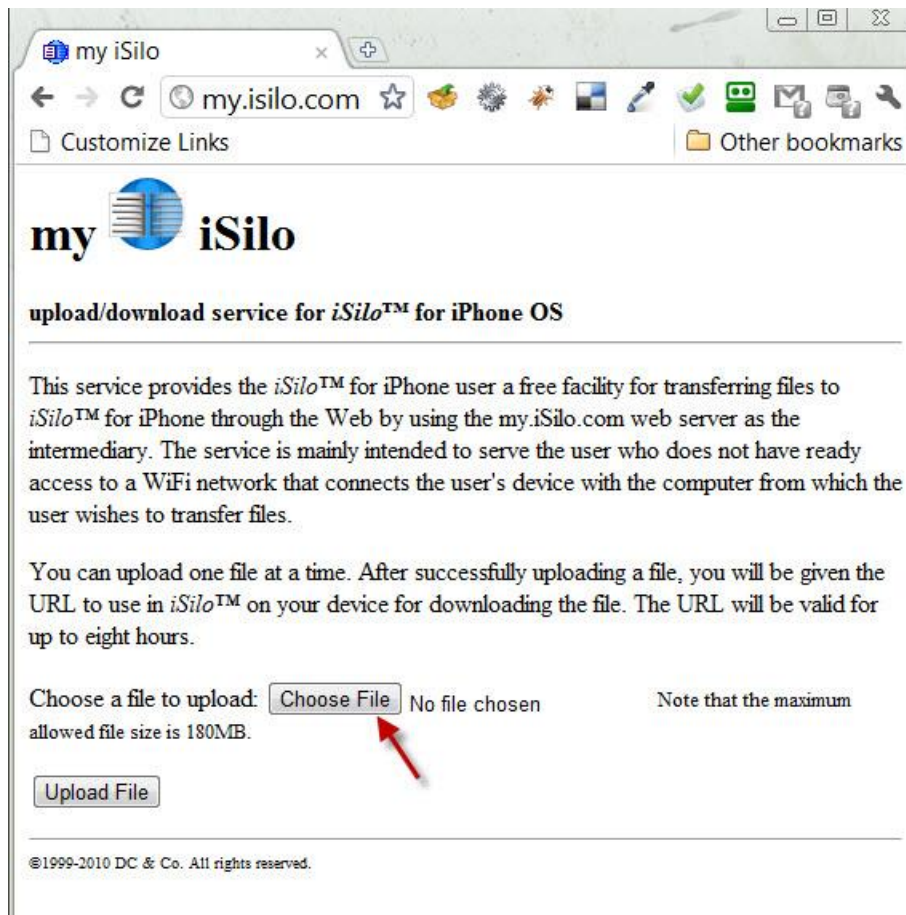 my iSilo
my.isilo.com
Customize Links
Other bookmarks
my iSilo
upload/download service for iSilo™ for iPhone OS
This service provides the iSilo™ for iPhone user a free facility for transferring files to
iSilo™ for iPhone through the Web by using the my.iSilo.com web server as the
intermediary. The service is mainly intended to serve the user who does not have ready
access to a WiFi network that connects the user's device with the computer from which the
user wishes to transfer files.
You can upload one file at a time. After successfully uploading a file, you will be given the
URL to use in iSilo™ on your device for downloading the file. The URL will be valid for
up to eight hours.
Choose a file to upload: Choose File No file chosen Note that the maximum
allowed file size is 180MB.
Upload File
©1999-2010 DC & Co. All rights reserved.